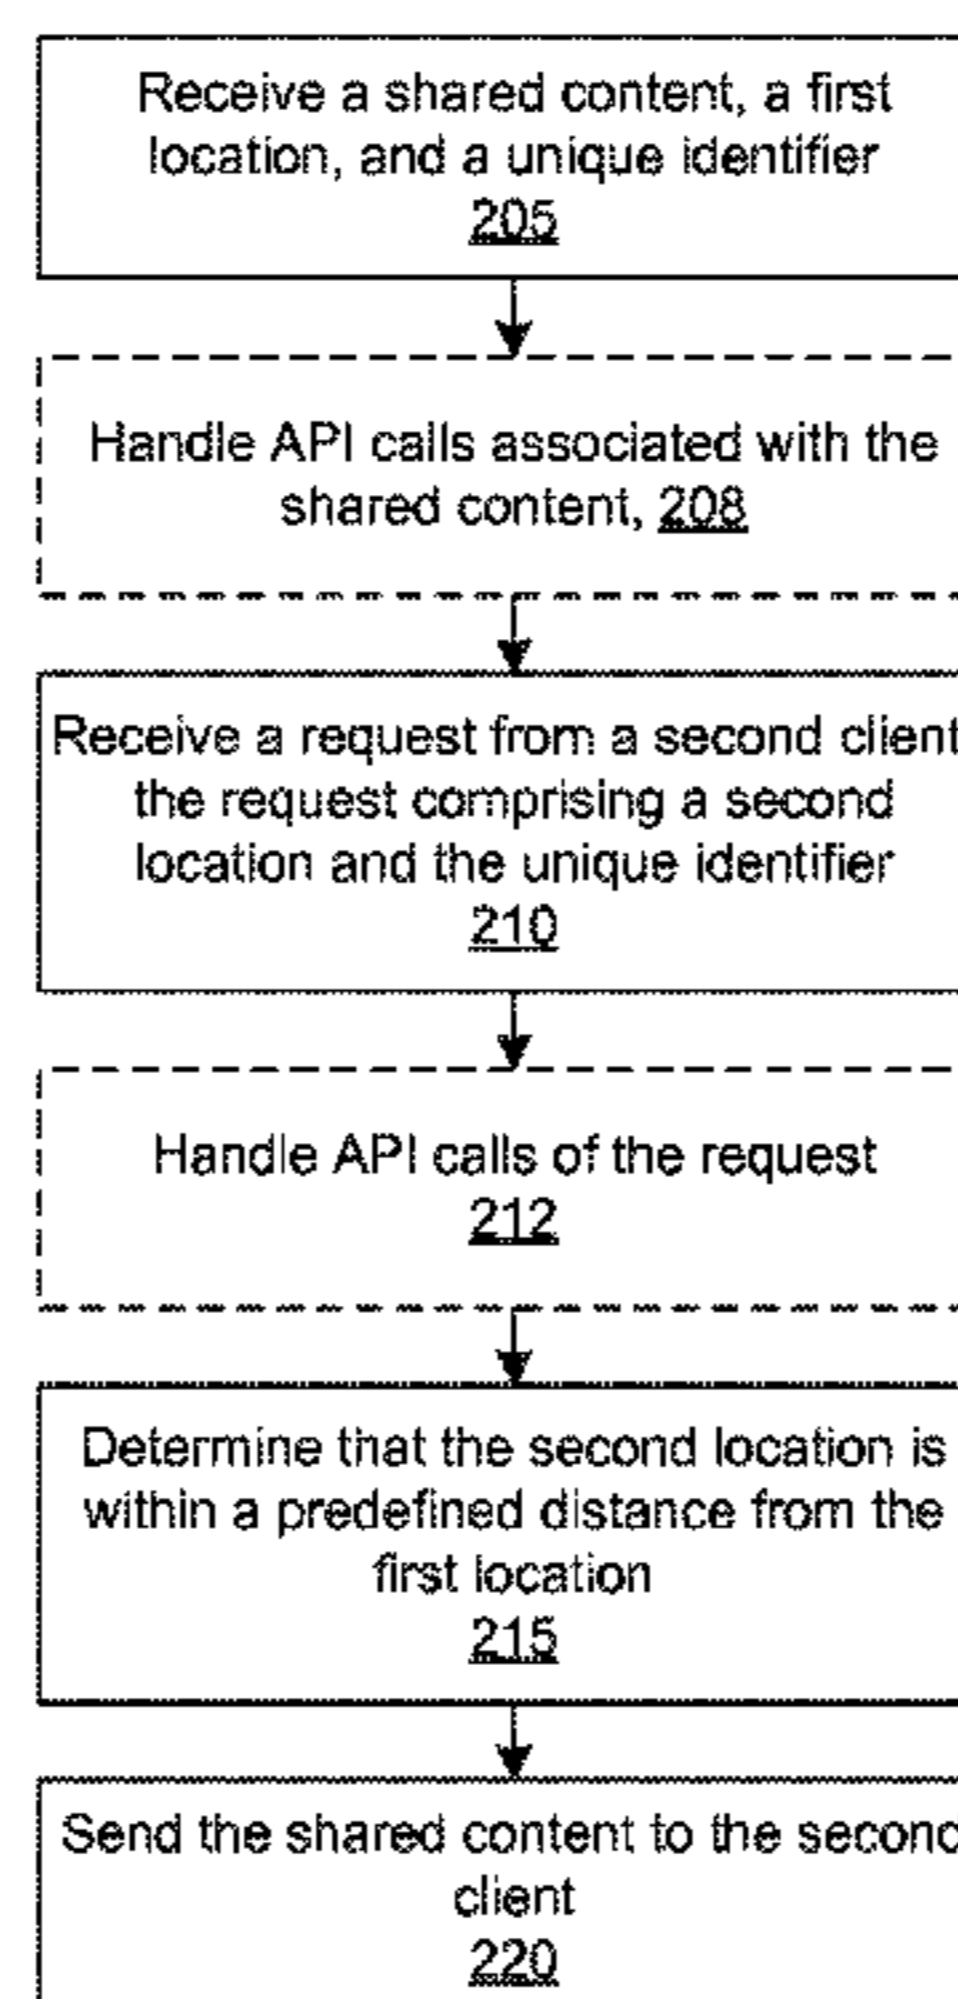 Receive a shared content, a first
location, and a unique identifier
205
Handle API calls associated with the
shared content, 208
Receive a request from a second client
the request comprising a second
location and the unique identifier
210
Handle API calls of the request
212
Determine that the second location is
within a predefined distance from the
first location
215
Send the shared content to the second
client
220